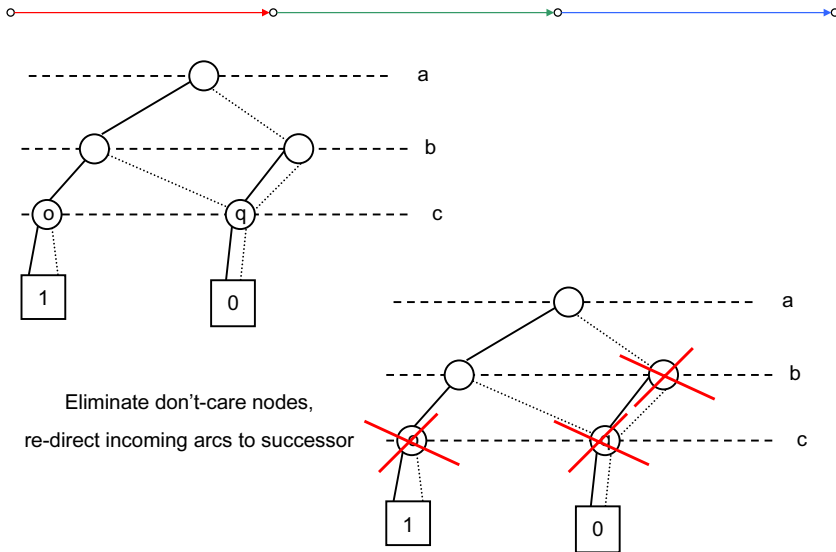 a
b
o
q
c
1
0
a
b
Eliminate don’t-care nodes,
re-direct incoming arcs to successor
c
1
0